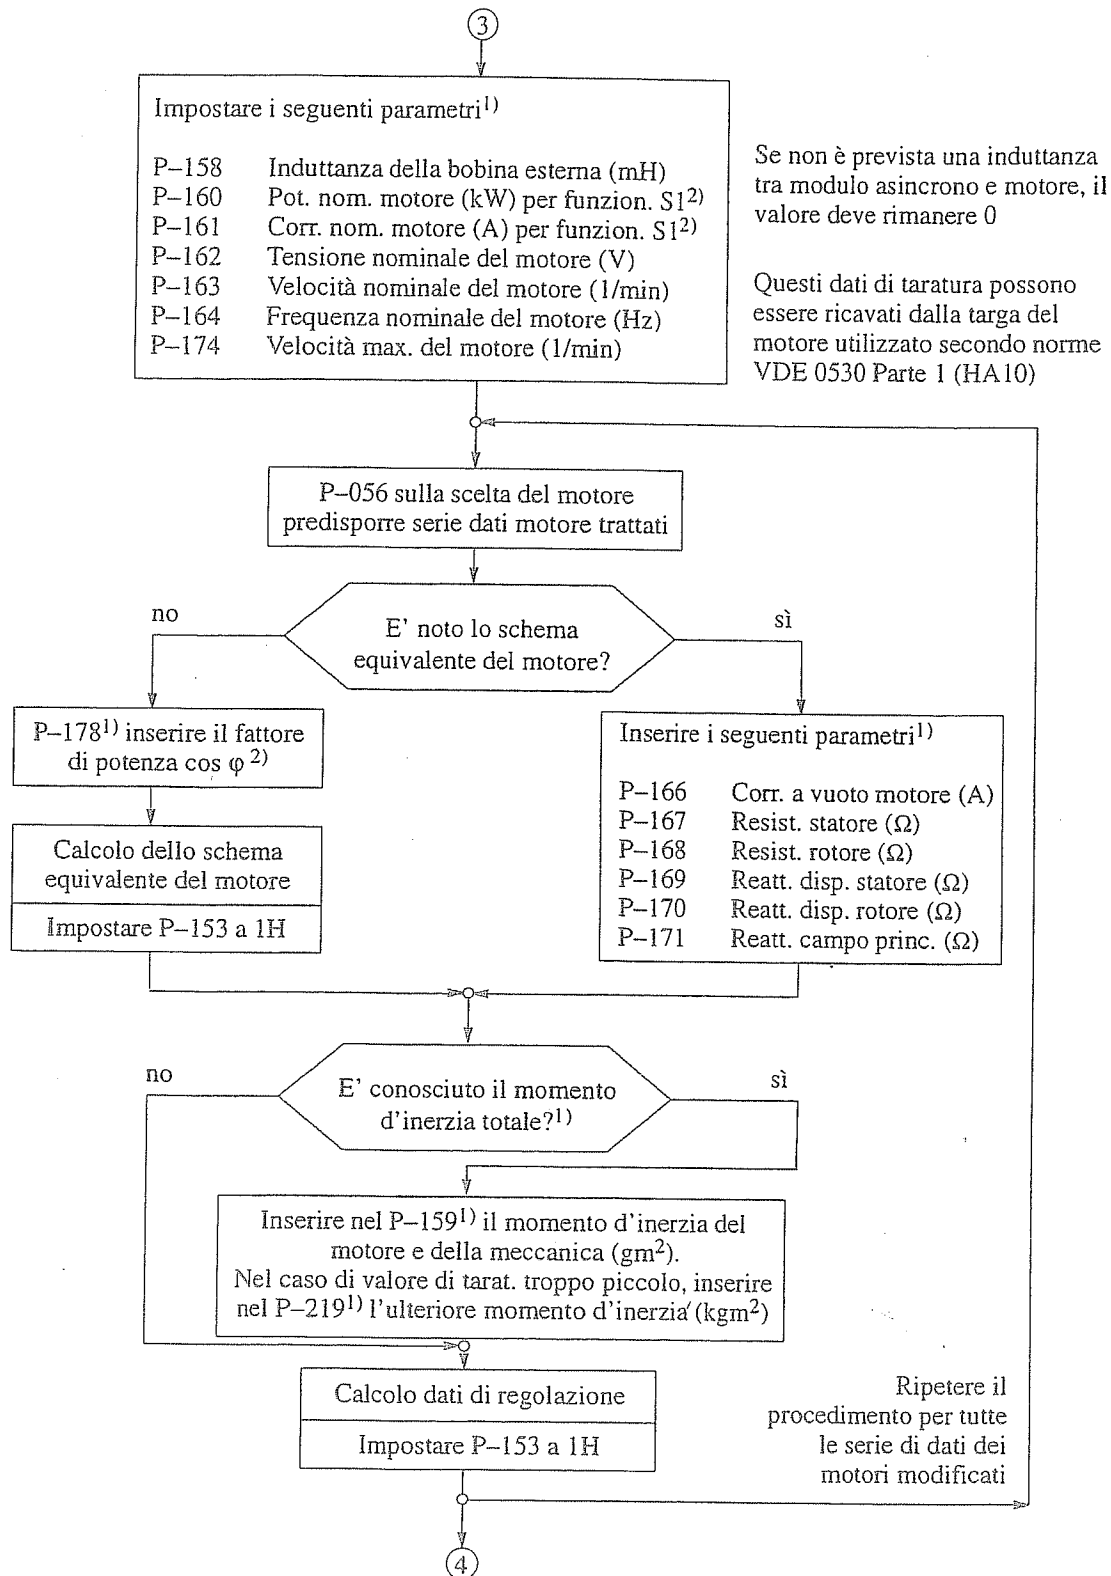 3
Impostare i seguenti parametri1)
P–158 Induttanza della bobina esterna (mH)
P–160 Pot. nom. motore (kW) per funzion. S12)
P–161 Corr. nom. motore (A) per funzion. S12)
P–162 Tensione nominale del motore (V)
P–163 Velocità nominale del motore (1/min)
P–164 Frequenza nominale del motore (Hz)
P–174 Velocità max. del motore (1/min)
Se non è prevista una induttanza
tra modulo asincrono e motore, il
valore deve rimanere 0
Questi dati di taratura possono
essere ricavati dalla targa del
motore utilizzato secondo norme
VDE 0530 Parte 1 (HA10)
P–056 sulla scelta del motore
predisporre serie dati motore trattati
E' noto lo schema
equivalente del motore?
no
sì
P–1781) inserire il fattore
di potenza cos φ 2)
Calcolo dello schema
equivalente del motore
Impostare P–153 a 1H
Inserire i seguenti parametri1)
P–166 Corr. a vuoto motore (A)
P–167 Resist. statore (Ω)
P–168 Resist. rotore (Ω)
P–169 Reatt. disp. statore (Ω)
P–170 Reatt. disp. rotore (Ω)
P–171 Reatt. campo princ. (Ω)
E' conosciuto il momento
d'inerzia totale?1)
no
sì
Inserire nel P–1591) il momento d'inerzia del
motore e della meccanica (gm2).
Nel caso di valore di tarat. troppo piccolo, inserire
nel P–2191) l'ulteriore momento d'inerzia (kgm2)
Calcolo dati di regolazione
Impostare P–153 a 1H
Ripetere il
procedimento per tutte
le serie di dati dei
motori modificati
4